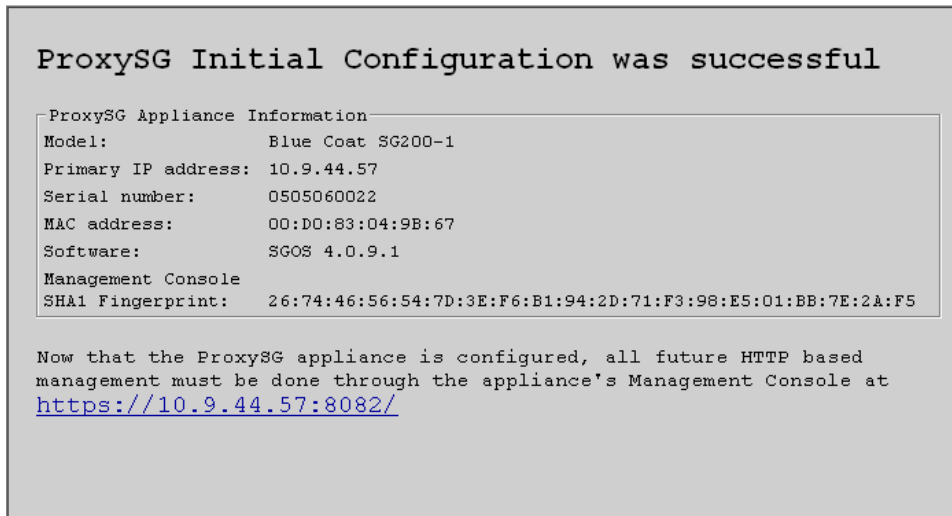 ProxySG Initial Configuration was successful
ProxySG Appliance Information
Model: Blue Coat SG200-1
Primary IP address: 10.9.44.57
Serial number: 0505060022
MAC address: 00:D0:83:04:9B:67
Software: SGOS 4.0.9.1
Management Console
SHA1 Fingerprint: 26:74:46:56:54:7D:3E:F6:B1:94:2D:71:F3:98:E5:01:BB:7E:2A:F5
Now that the ProxySG appliance is configured, all future HTTP based
management must be done through the appliance's Management Console at
https://10.9.44.57:8082/